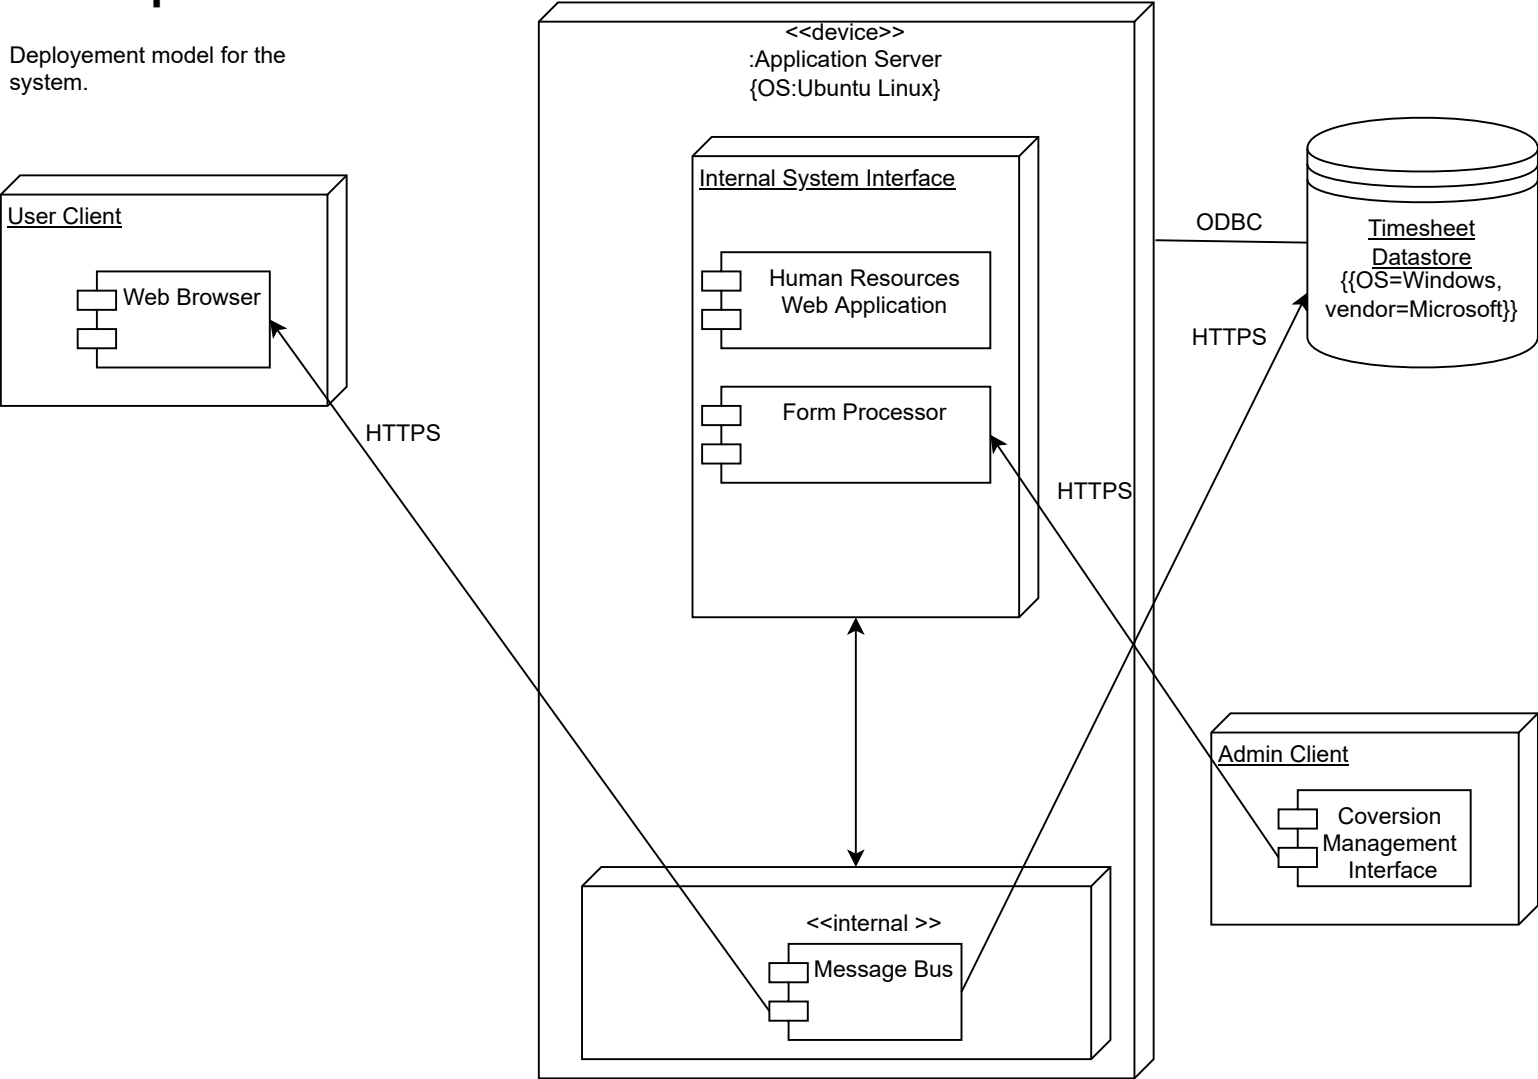 Deployement model for the
system.
<<device>>
:Application Server
{OS:Ubuntu Linux}
Internal System Interface
User Client
Web Browser
Human Resources
Web Application
Form Processor
ODBC
Timesheet
Datastore
{{OS=Windows,
vendor=Microsoft}}
HTTPS
HTTPS
HTTPS
Admin Client
Coversion
Management
Interface
<<internal >>
Message Bus